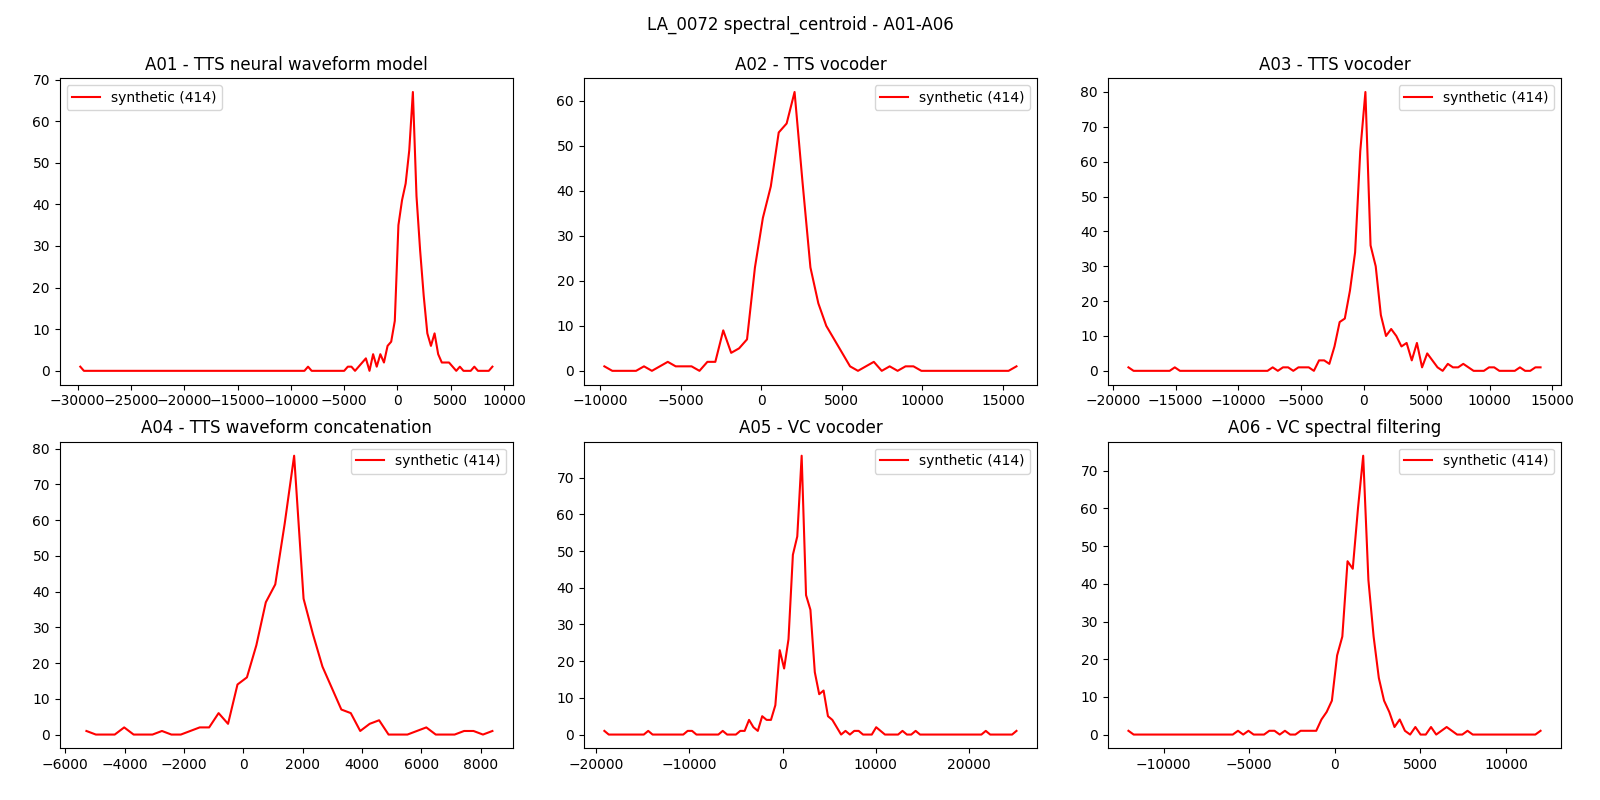 LA_0072 spectral_centroid - A01-A06
A01 - TTS neural waveform model
synthetic (414)
70
60
50
40
30
20
10
0
−30000 −25000 −20000 −15000 −10000 −5000 0 5000 10000
A02 - TTS vocoder
synthetic (414)
60
50
40
30
20
10
0
−10000 −5000 0 5000 10000 15000
A03 - TTS vocoder
synthetic (414)
80
70
60
50
40
30
20
10
0
−20000 −15000 −10000 −5000 0 5000 10000 15000
A04 - TTS waveform concatenation
synthetic (414)
80
70
60
50
40
30
20
10
0
−6000 −4000 −2000 0 2000 4000 6000 8000
A05 - VC vocoder
synthetic (414)
70
60
50
40
30
20
10
0
−20000 −10000 0 10000 20000
A06 - VC spectral filtering
synthetic (414)
70
60
50
40
30
20
10
0
−10000 −5000 0 5000 10000